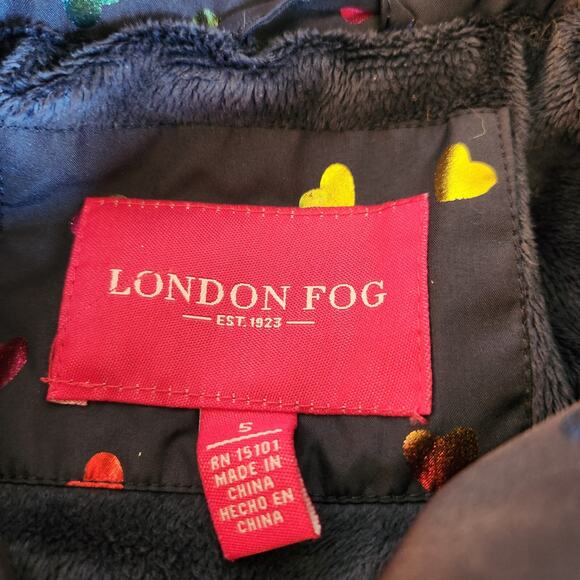 LONDON FOG
EST. 1923
5
RN 15101
MADE IN
CHINA
HECHO EN
CHINA